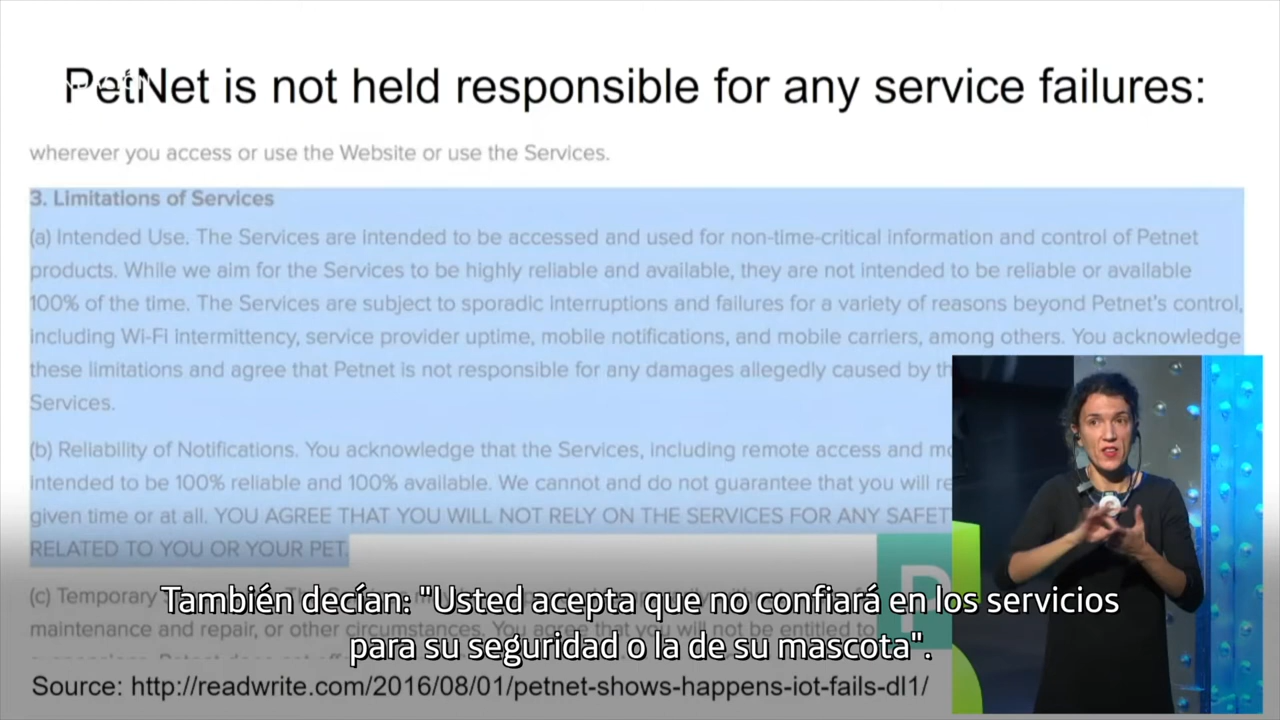 PetNet is not held responsible for any service failures:
wherever you access or use the Website or use the Services.
3. Limitations of Services
(a) Intended Use. The Services are intended to be accessed and used for non-time-critical information and control of Petnet
products. While we aim for the Services to be highly reliable and available, they are not intended to be reliable or available
100% of the time. The Services are subject to sporadic interruptions and failures for a variety of reasons beyond Petnet's control,
including Wi-Fi intermittency, service provider uptime, mobile notifications, and mobile carriers, among others. You acknowledge
these limitations and agree that Petnet is not responsible for any damages allegedly caused by
Services.
(b) Reliability of Notifications. You acknowledge that the Services, including remote access and
intended to be 100% reliable and 100% available. We cannot and do not guarantee that you will
given time or at all. YOU AGREE THAT YOU WILL NOT RELY ON THE SERVICES FOR ANY
RELATED TO YOU OR YOUR PET.
(c) Temporary
También decían: "Usted acepta que no confiará en los servicios
maintenance and repair, or other circumstances. You agree that you will not be entitled to
para su seguridad o la de su mascota".
Source: http://readwrite.com/2016/08/01/petnet-shows-happens-iot-fails-dl1/